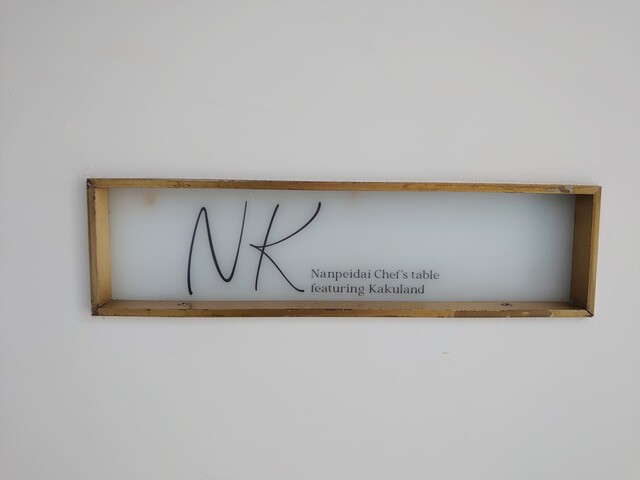 NK
Nanpeidai Chef's table
featuring Kakuland